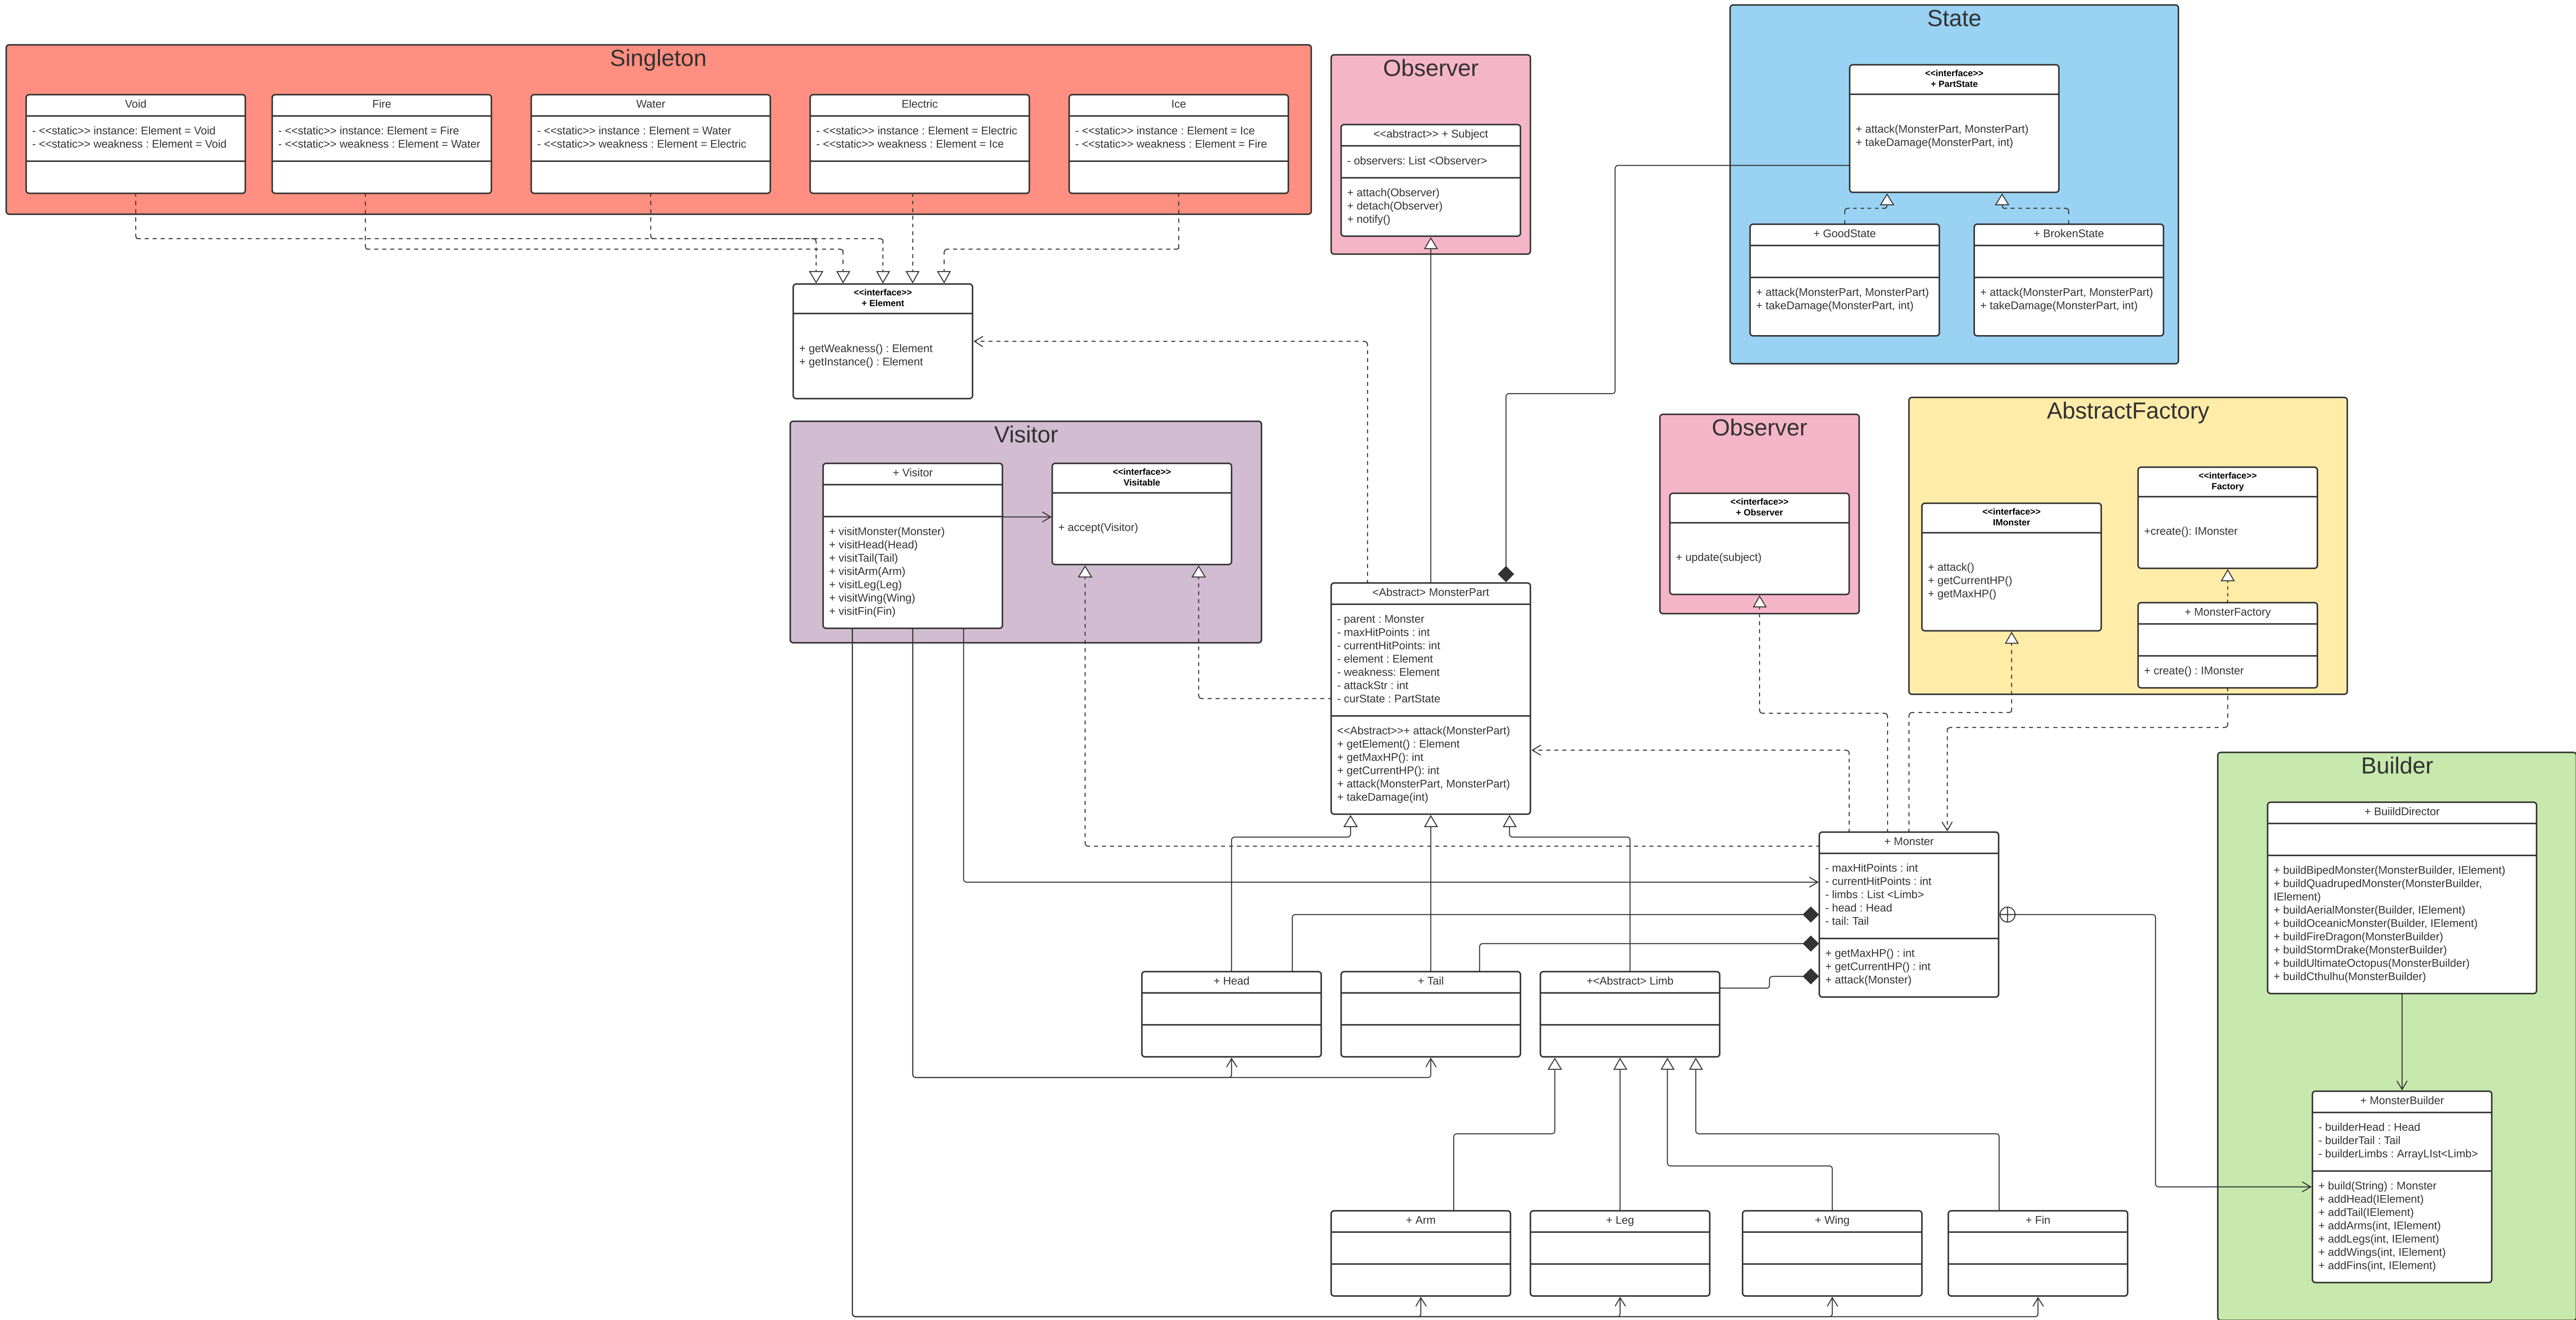 Singleton
Void
- <<static>> instance: Element = Void
- <<static>> weakness : Element = Void
Fire
- <<static>> instance: Element = Fire
- <<static>> weakness : Element = Water
Water
- <<static>> instance : Element = Water
- <<static>> weakness : Element = Electric
Electric
- <<static>> instance : Element = Electric
- <<static>> weakness : Element = Ice
Ice
- <<static>> instance : Element = Ice
- <<static>> weakness : Element = Fire
Observer
<<abstract>> + Subject
- observers: List <Observer>
+ attach(Observer)
+ detach(Observer)
+ notify()
State
<<interface>>
+ PartState
+ attack(MonsterPart, MonsterPart)
+ takeDamage(MonsterPart, int)
+ GoodState
+ attack(MonsterPart, MonsterPart)
+ takeDamage(MonsterPart, int)
+ BrokenState
+ attack(MonsterPart, MonsterPart)
+ takeDamage(MonsterPart, int)
<<interface>>
+ Element
+ getWeakness() : Element
+ getInstance() : Element
Visitor
+ Visitor
+ visitMonster(Monster)
+ visitHead(Head)
+ visitTail(Tail)
+ visitArm(Arm)
+ visitLeg(Leg)
+ visitWing(Wing)
+ visitFin(Fin)
<<interface>>
Visitable
+ accept(Visitor)
Observer
<<interface>>
+ Observer
+ update(subject)
AbstractFactory
<<interface>>
IMonster
+ attack()
+ getCurrentHP()
+ getMaxHP()
<<interface>>
Factory
+create(): IMonster
+ MonsterFactory
+ create() : IMonster
<Abstract> MonsterPart
- parent : Monster
- maxHitPoints : int
- currentHitPoints: int
- element : Element
- weakness: Element
- attackStr : int
- curState : PartState
<<Abstract>>+ attack(MonsterPart)
+ getElement() : Element
+ getMaxHP(): int
+ getCurrentHP(): int
+ attack(MonsterPart, MonsterPart)
+ takeDamage(int)
+ Monster
- maxHitPoints : int
- currentHitPoints : int
- limbs : List <Limb>
- head : Head
- tail: Tail
+ getMaxHP() : int
+ getCurrentHP() : int
+ attack(Monster)
Builder
+ BuiildDirector
+ buildBipedMonster(MonsterBuilder, IElement)
+ buildQuadrupedMonster(MonsterBuilder,
IElement)
+ buildAerialMonster(Builder, IElement)
+ buildOceanicMonster(Builder, IElement)
+ buildFireDragon(MonsterBuilder)
+ buildStormDrake(MonsterBuilder)
+ buildUltimateOctopus(MonsterBuilder)
+ buildCthulhu(MonsterBuilder)
+ Head
+ Tail
+<Abstract> Limb
+ MonsterBuilder
- builderHead : Head
- builderTail : Tail
- builderLimbs : ArrayLIst<Limb>
+ build(String) : Monster
+ addHead(IElement)
+ addTail(IElement)
+ addArms(int, IElement)
+ addLegs(int, IElement)
+ addWings(int, IElement)
+ addFins(int, IElement)
+ Arm
+ Leg
+ Wing
+ Fin